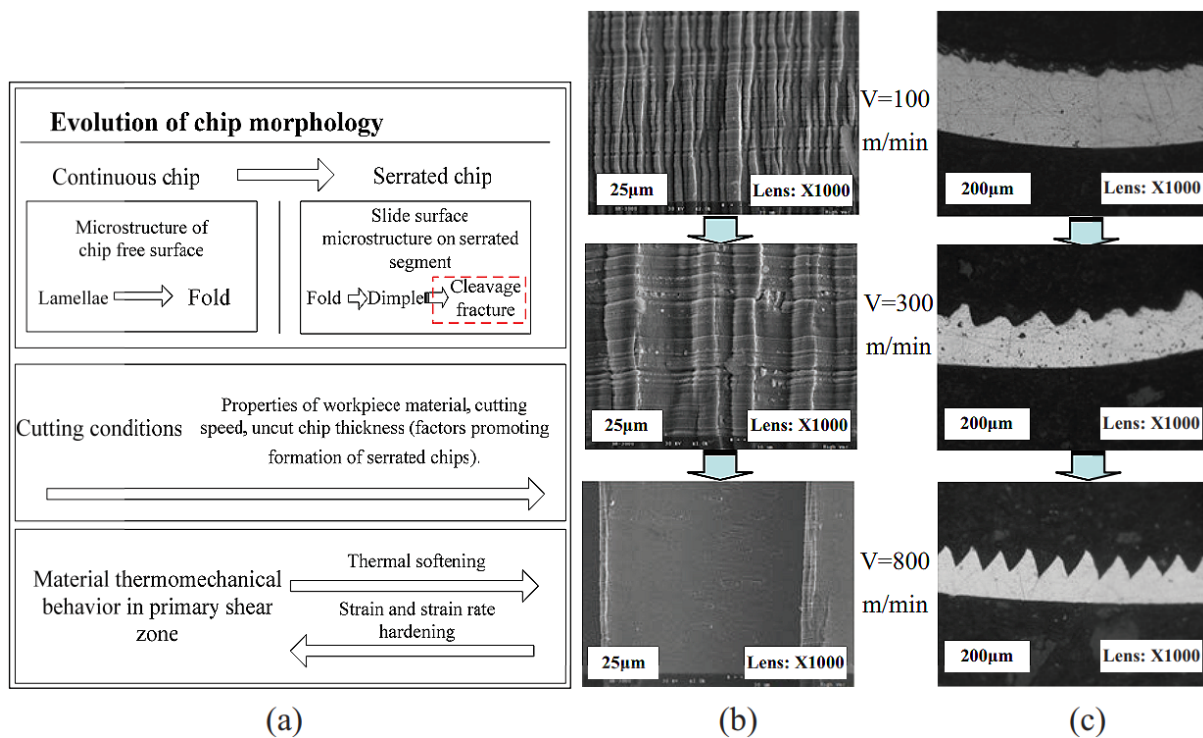 Evolution of chip morphology
Continuous chip
Serrated chip
Microstructure of
chip free surface
Lamellae
Fold
Slide surface
microstructure on serrated
segment
Fold
Dimple
Cleavage
fracture
Cutting conditions
Properties of workpiece material, cutting
speed, uncut chip thickness (factors promoting
formation of serrated chips).
Material thermomechanical
behavior in primary shear
zone
Thermal softening
Strain and strain rate
hardening
(a)
25μm
Lens: X1000
25μm
Lens: X1000
25μm
Lens: X1000
(b)
V=100
m/min
V=300
m/min
V=800
m/min
200μm
Lens: X1000
200μm
Lens: X1000
200μm
Lens: X1000
(c)